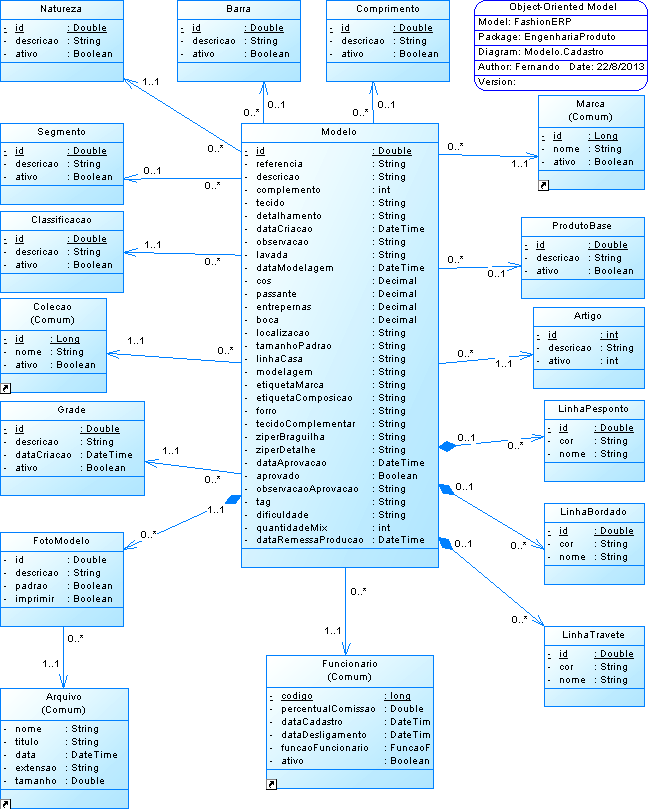 Object-Oriented Model
Model: FashionERP
Package: EngenhariaProduto
Diagram: Modelo.Cadastro
Author: Fernando Date: 22/8/2013
Version:
Natureza
- id : Double
- descricao : String
- ativo : Boolean
Barra
- id : Double
- descricao : String
- ativo : Boolean
Comprimento
- id : Double
- descricao : String
- ativo : Boolean
1..1
0..*
0..*
0..1
0..*
0..1
Marca
(Comum)
- id : Long
- nome : String
- ativo : Boolean
0..*
1..1
Segmento
- id : Double
- descricao : String
- ativo : Boolean
0..1
0..*
Classificacao
- id : Double
- descricao : String
- ativo : Boolean
1..1
0..*
Colecao
(Comum)
- id : Long
- nome : String
- ativo : Boolean
1..1
0..*
Grade
- id : Double
- descricao : String
- dataCriacao : DateTime
- ativo : Boolean
1..1
0..*
Modelo
- id : Double
- referencia : String
- descricao : String
- complemento : int
- tecido : String
- detalhamento : String
- dataCriacao : DateTime
- observacao : String
- lavada : String
- dataModelagem : DateTime
- cos : Decimal
- passante : Decimal
- entrepernas : Decimal
- boca : Decimal
- localizacao : String
- tamanhoPadrao : String
- linhaCasa : String
- modelagem : String
- etiquetaMarca : String
- etiquetaComposicao : String
- forro : String
- tecidoComplementar : String
- ziperBraguilha : String
- ziperDetalhe : String
- dataAprovacao : DateTime
- aprovado : Boolean
- observacaoAprovacao : String
- tag : String
- dificuldade : String
- quantidadeMix : int
- dataRemessaProducao : DateTime
ProdutoBase
- id : Double
- descricao : String
- ativo : Boolean
0..*
0..1
Artigo
- id : int
- descricao : String
- ativo : int
0..*
1..1
LinhaPesponto
- id : Double
- cor : String
- nome : String
0..1
0..*
LinhaBordado
- id : Double
- cor : String
- nome : String
0..1
0..*
LinhaTravete
- id : Double
- cor : String
- nome : String
0..1
0..*
1..1
0..*
FotoModelo
- id : Double
- descricao : String
- padrao : Boolean
- imprimir : Boolean
0..*
1..1
Arquivo
(Comum)
- nome : String
- titulo : String
- data : DateTime
- extensao : String
- tamanho : Double
0..*
1..1
Funcionario
(Comum)
- codigo : long
- percentualComissao : Double
- dataCadastro : DateTim
- dataDesligamento : DateTim
- funcaoFuncionario : FuncaoF
- ativo : Boolean